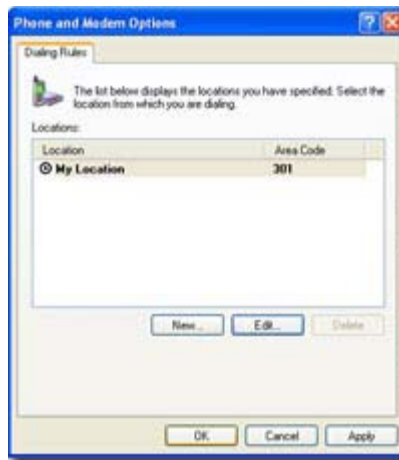 Phone and Modem Options
Dialing Rules
The list below displays the locations you have specified. Select the
location from which you are dialing.
Locations:
Location Area Code
My Location 301
New... Edit... Delete
OK Cancel Apply